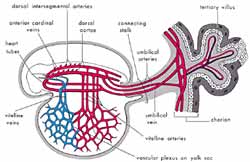 dorsal intersegmental arteries
tertiary villus
anterior cardinal veins
dorsal aorta
connecting stalk
heart tubes
umbilical arteries
vitelline veins
umbilical vein
chorion
vitelline arteries
vascular plexus on yolk sac